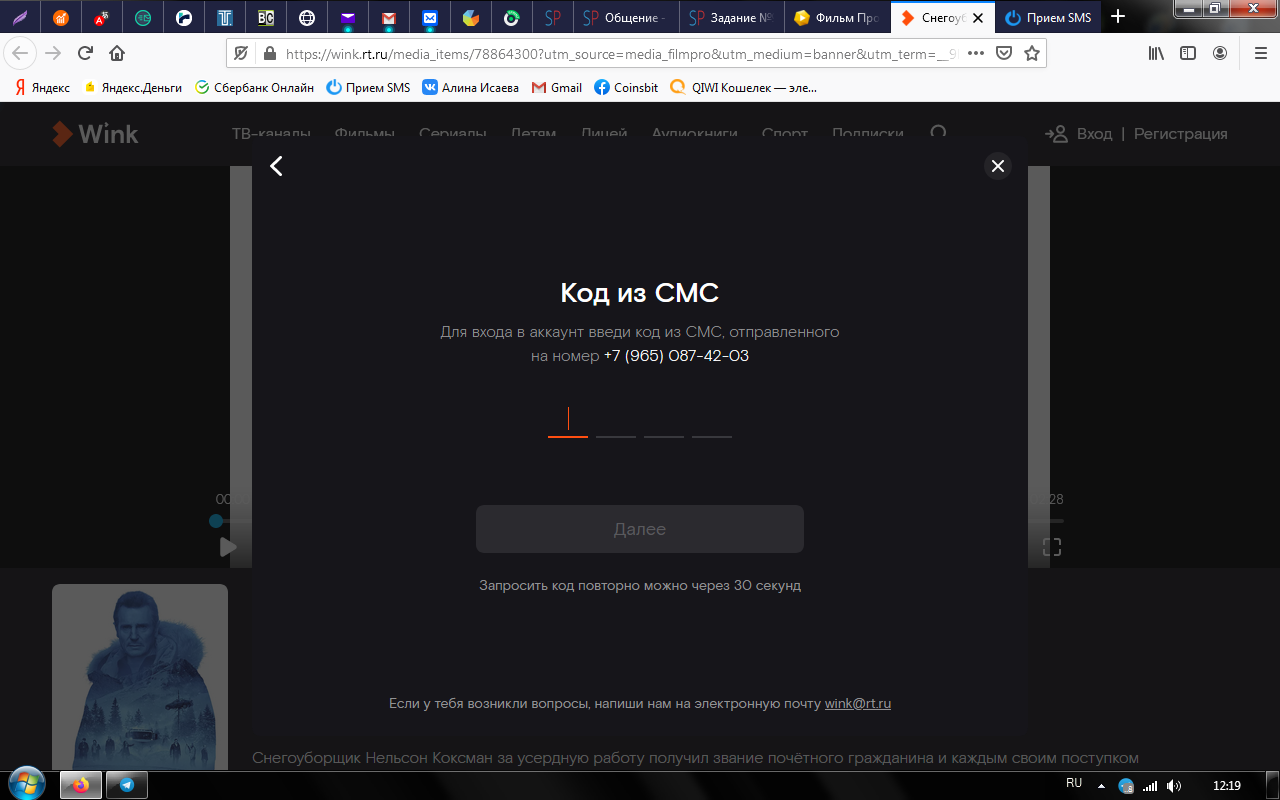 Общение -
Задание №
Фильм Про
Снегоуб
Прием SMS
https://wink.rt.ru/media_items/78864300?utm_source=media_filmpro&utm_medium=banner&utm_term=__9
Яндекс
Яндекс.Деньги
Сбербанк Онлайн
Прием SMS
Алина Исаева
Gmail
Coinsbit
QIWI Кошелек — эле...
Wink
ТВ-каналы Фильмы Сериалы Детям Лицей Аудиокниги Спорт Подписки
Вход | Регистрация
Код из СМС
Для входа в аккаунт введи код из СМС, отправленного
на номер +7 (965) 087-42-03
00
28
Далее
Запросить код повторно можно через 30 секунд
Если у тебя возникли вопросы, напиши нам на электронную почту wink@rt.ru
Снегоуборщик Нельсон Коксман за усердную работу получил звание почётного гражданина и каждым своим поступком
RU
12:19